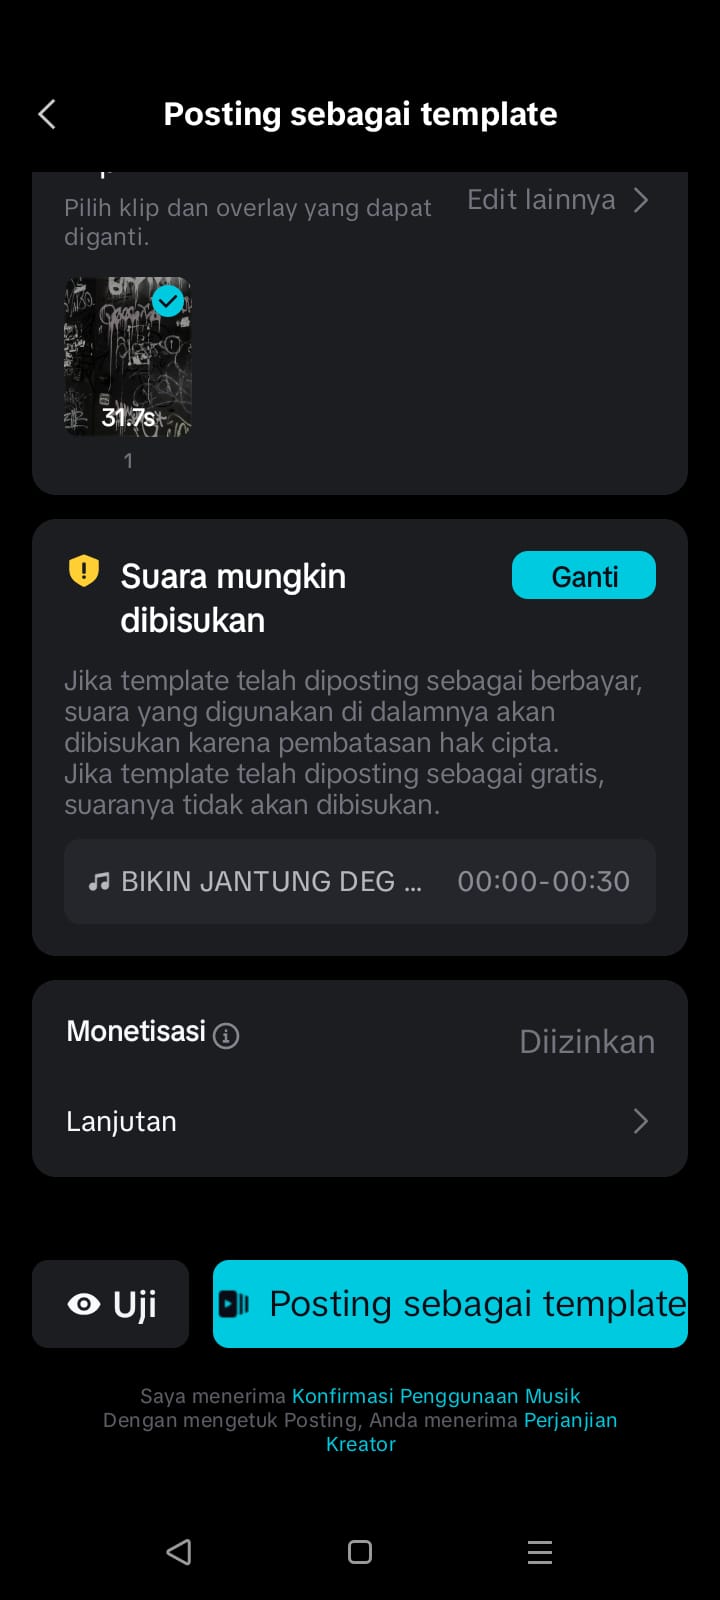 Posting sebagai template
Pilih klip dan overlay yang dapat
diganti.
Edit lainnya
31.7s
1
Suara mungkin
dibisukan
Ganti
Jika template telah diposting sebagai berbayar,
suara yang digunakan di dalamnya akan
dibisukan karena pembatasan hak cipta.
Jika template telah diposting sebagai gratis,
suaranya tidak akan dibisukan.
BIKIN JANTUNG DEG ...
00:00-00:30
Monetisasi
Diizinkan
Lanjutan
Uji
Posting sebagai template
Saya menerima Konfirmasi Penggunaan Musik
Dengan mengetuk Posting, Anda menerima Perjanjian
Kreator